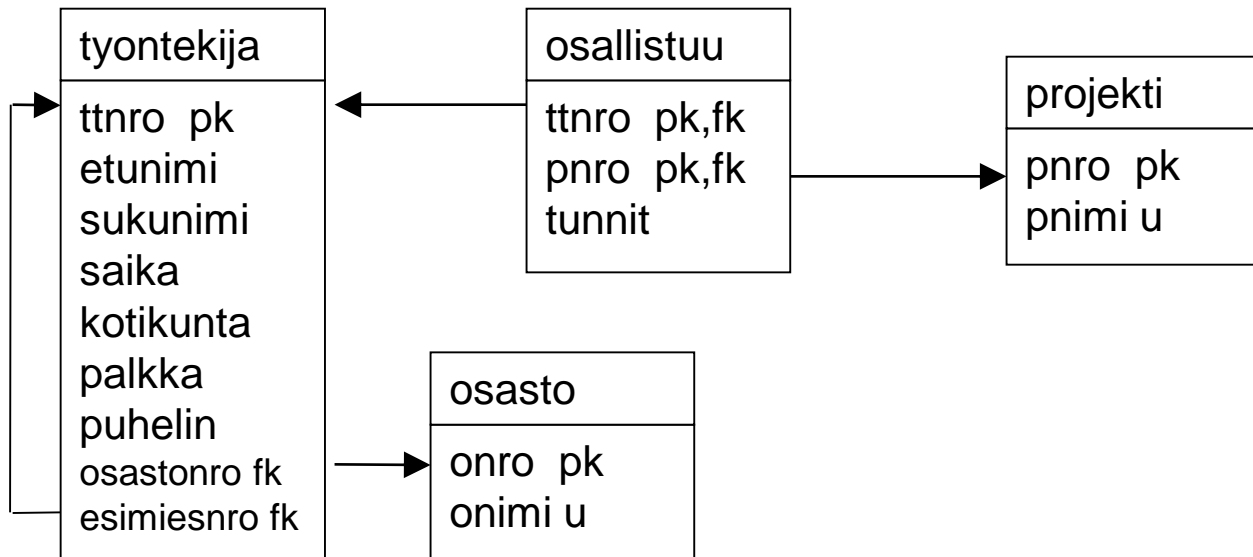 tyontekija
ttnro pk
etunimi
sukunimi
saika
kotikunta
palkka
puhelin
osastonro fk
esimiesnro fk
osallistuu
ttnro pk,fk
pnro pk,fk
tunnit
projekti
pnro pk
pnimi u
osasto
onro pk
onimi u